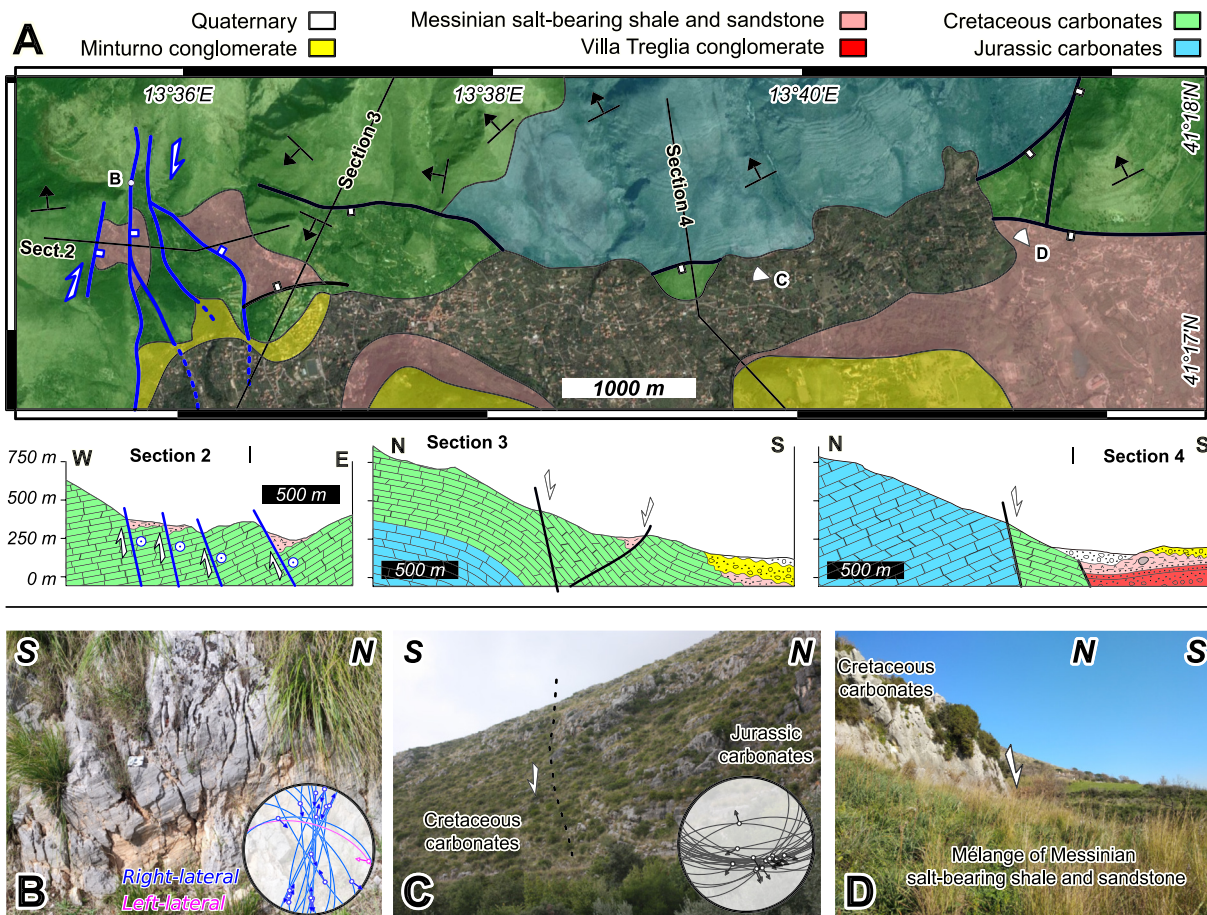 A
Quaternary
Minturno conglomerate
Messinian salt-bearing shale and sandstone
Villa Treglia conglomerate
Cretaceous carbonates
Jurassic carbonates
13°36'E
13°38'E
13°40'E
41°18'N
41°17'N
Section 3
Section 4
Sect.2
B
C
D
1000 m
750 m
500 m
250 m
0 m
W
Section 2
E
500 m
N
Section 3
S
500 m
N
Section 4
S
500 m
S
N
Right-lateral
Left-lateral
B
S
N
Jurassic
carbonates
Cretaceous
carbonates
C
Cretaceous
carbonates
N
S
Mélange of Messinian
salt-bearing shale and sandstone
D